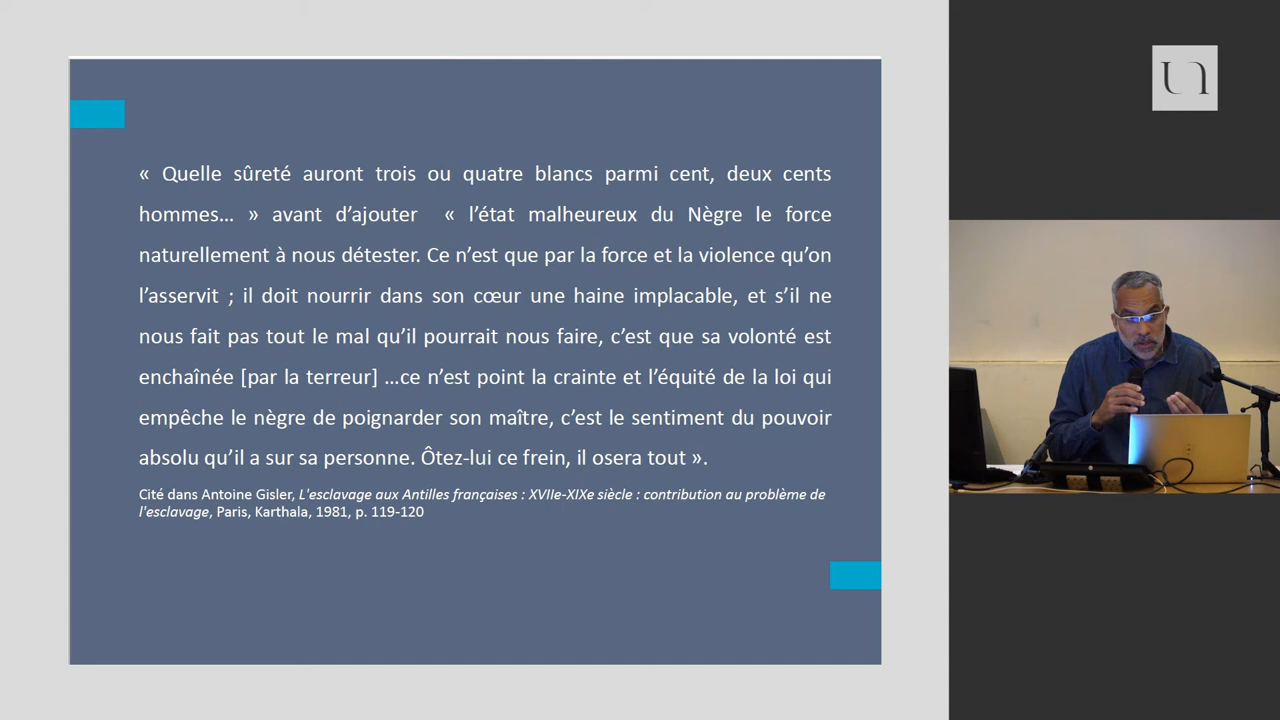 « Quelle sûreté auront trois ou quatre blancs parmi cent, deux cents
hommes… » avant d’ajouter « l’état malheureux du Nègre le force
naturellement à nous détester. Ce n’est que par la force et la violence qu’on
l’asservit ; il doit nourrir dans son cœur une haine implacable, et s’il ne
nous fait pas tout le mal qu’il pourrait nous faire, c’est que sa volonté est
enchaînée [par la terreur] …ce n’est point la crainte et l’équité de la loi qui
empêche le nègre de poignarder son maître, c’est le sentiment du pouvoir
absolu qu’il a sur sa personne. Ôtez-lui ce frein, il osera tout ».
Cité dans Antoine Gisler, L'esclavage aux Antilles françaises : XVIIe-XIXe siècle : contribution au problème de
l'esclavage, Paris, Karthala, 1981, p. 119-120